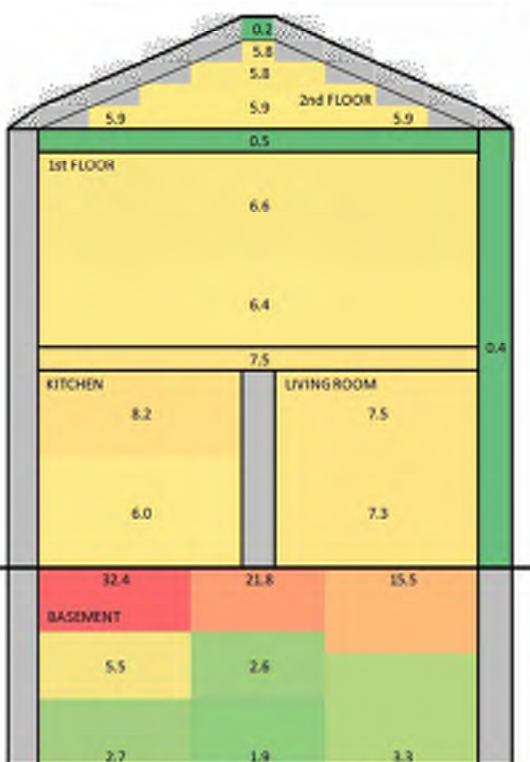 0.2
5.8
5.8
2nd FLOOR
5.9
5.9 5.9
0.5
1st FLOOR
6.6
6.4
0.4
7.5
KITCHEN LIVING ROOM
8.2 7.5
6.0 7.3
32.4 21.8 15.5
BASEMENT
5.5 2.6
2.7 1.9 3.3